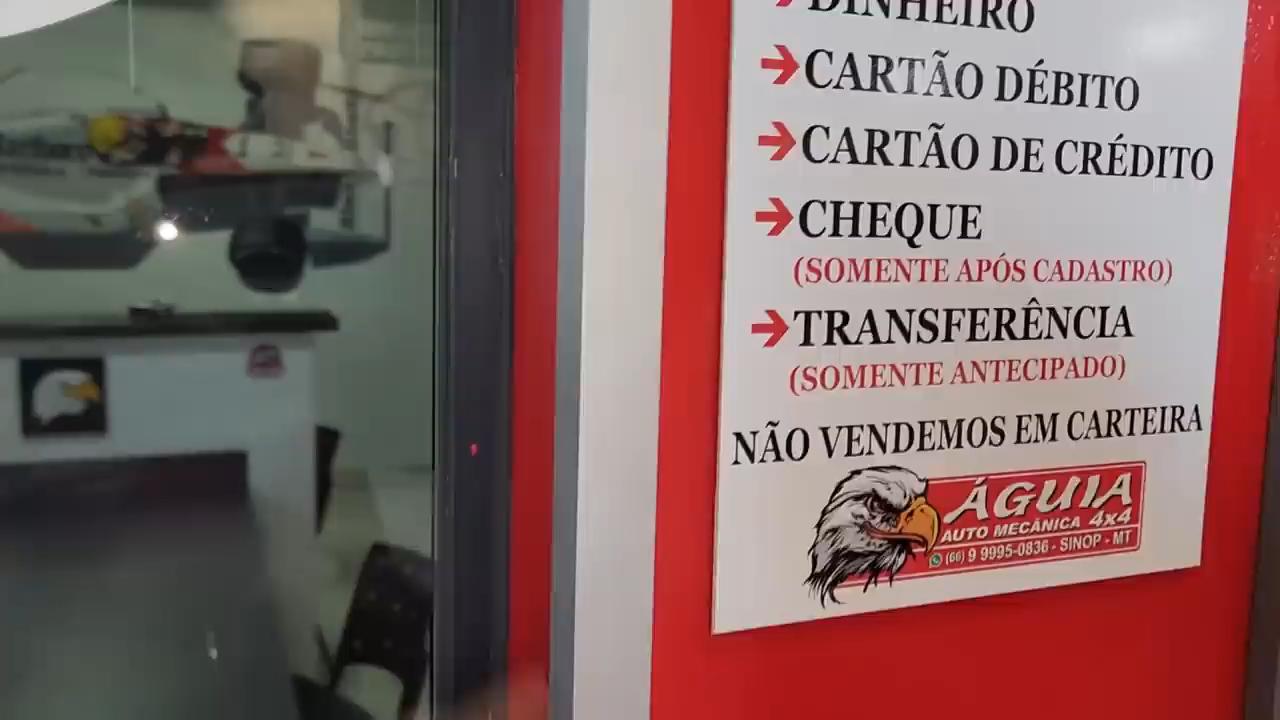 DINHEIRO
CARTÃO DÉBITO
CARTÃO DE CRÉDITO
CHEQUE
(SOMENTE APÓS CADASTRO)
TRANSFERÊNCIA
(SOMENTE ANTECIPADO)
NÃO VENDEMOS EM CARTEIRA
ÁGUIA
AUTO MECÂNICA 4x4
(66) 9 9995-0836 - SINOP - MT